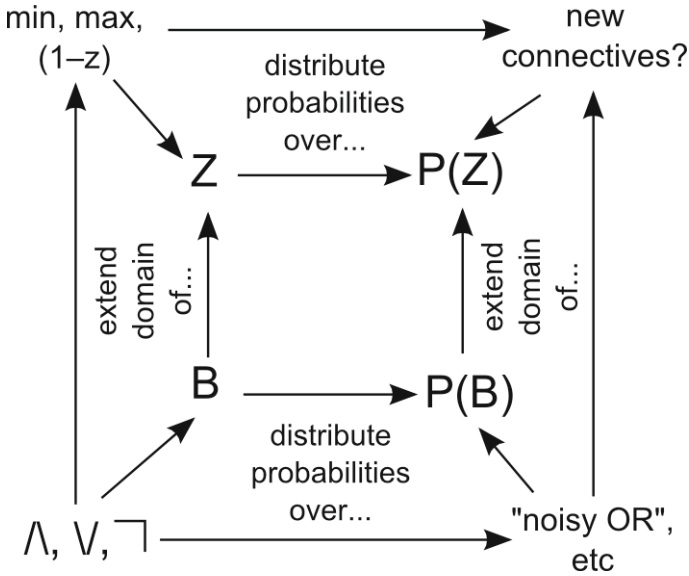 min, max,
(1–z)
new
connectives?
distribute
probabilities
over...
Z
P(Z)
extend
domain
of...
extend
domain
of...
B
P(B)
distribute
probabilities
over...
/\, \/, ￢
"noisy OR",
etc